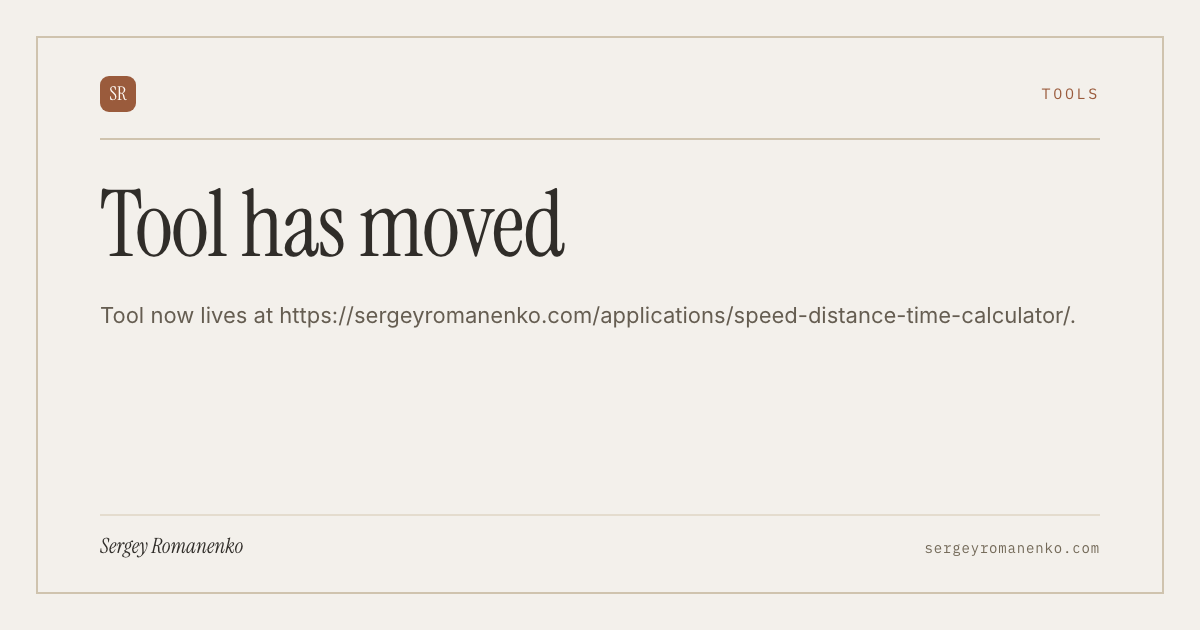 SR
TOOLS
Tool has moved
Tool now lives at https://sergeyromanenko.com/applications/speed-distance-time-calculator/.
Sergey Romanenko
sergeyromanenko.com